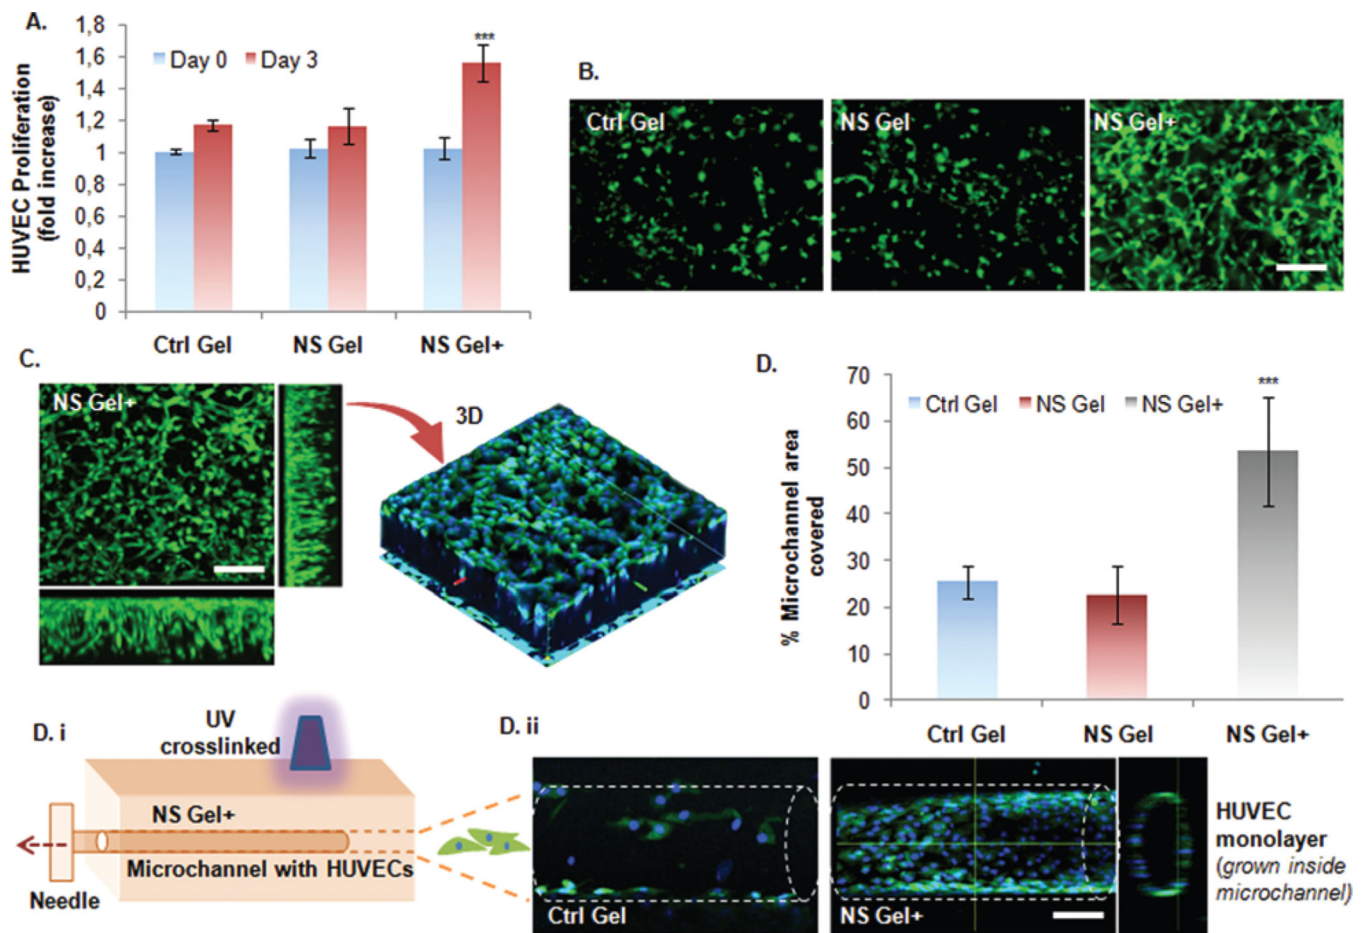 A.
1,8
1,6
1,4
1,2
1
0,8
0,6
0,4
0,2
0
HUVEC Proliferation
(fold increase)
Day 0 Day 3
***
Ctrl Gel NS Gel NS Gel+
B.
Ctrl Gel NS Gel NS Gel+
C.
NS Gel+
3D
D.
70
60
50
40
30
20
10
0
% Microchannel area
covered
Ctrl Gel NS Gel NS Gel+
***
Ctrl Gel NS Gel NS Gel+
D. i
UV
crosslinked
NS Gel+
Microchannel with HUVECs
Needle
D. ii
Ctrl Gel
NS Gel+
HUVEC
monolayer
(grown inside
microchannel)